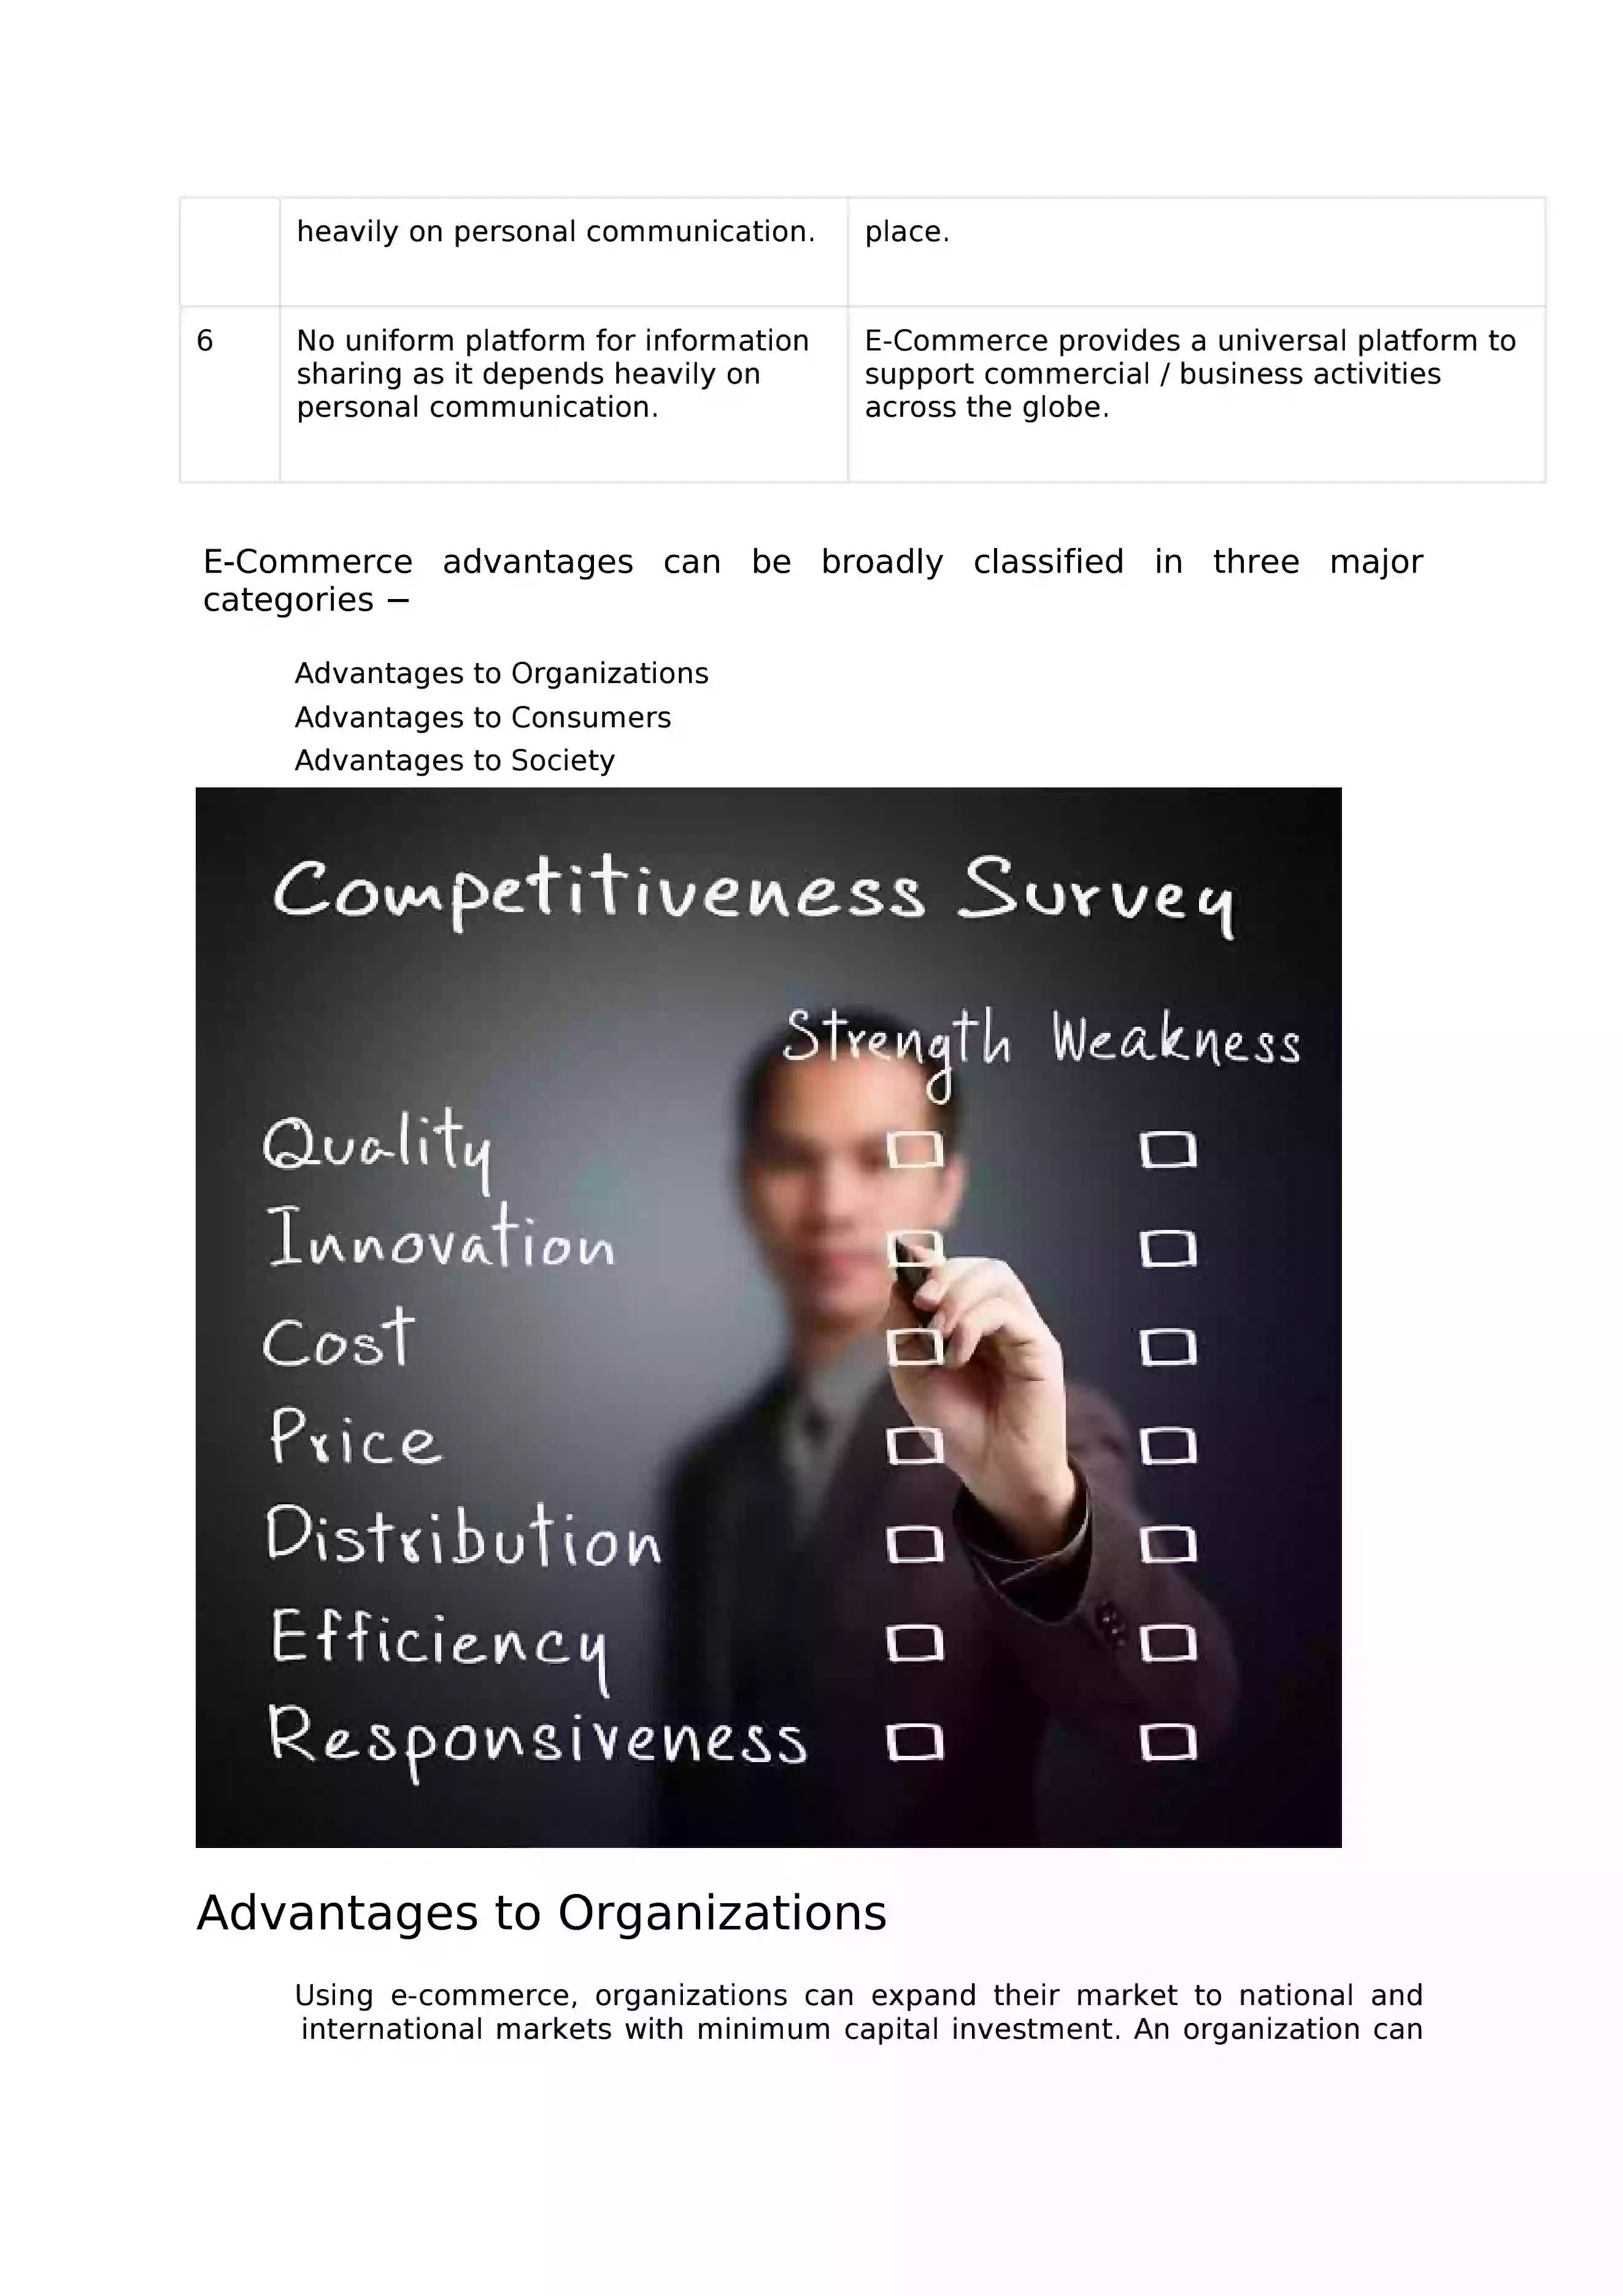 heavily on personal communication.
place.
6
No uniform platform for information
sharing as it depends heavily on
personal communication.
E-Commerce provides a universal platform to
support commercial / business activities
across the globe.
E-Commerce advantages can be broadly classified in three major
categories −
Advantages to Organizations
Advantages to Consumers
Advantages to Society
Competitiveness Survey
Strength Weakness
Quality
Innovation
Cost
Price
Distribution
Efficiency
Responsiveness
Advantages to Organizations
Using e-commerce, organizations can expand their market to national and
international markets with minimum capital investment. An organization can